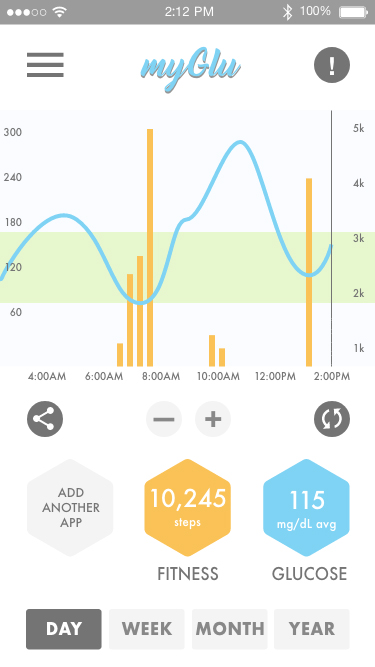 2:12 PM
100%
myGlu
!
300
240
180
120
60
5k
4k
3k
2k
1k
4:00AM 6:00AM 8:00AM 10:00AM 12:00PM 2:00PM
ADD
ANOTHER
APP
10,245
steps
115
mg/dL avg
FITNESS
GLUCOSE
DAY WEEK MONTH YEAR